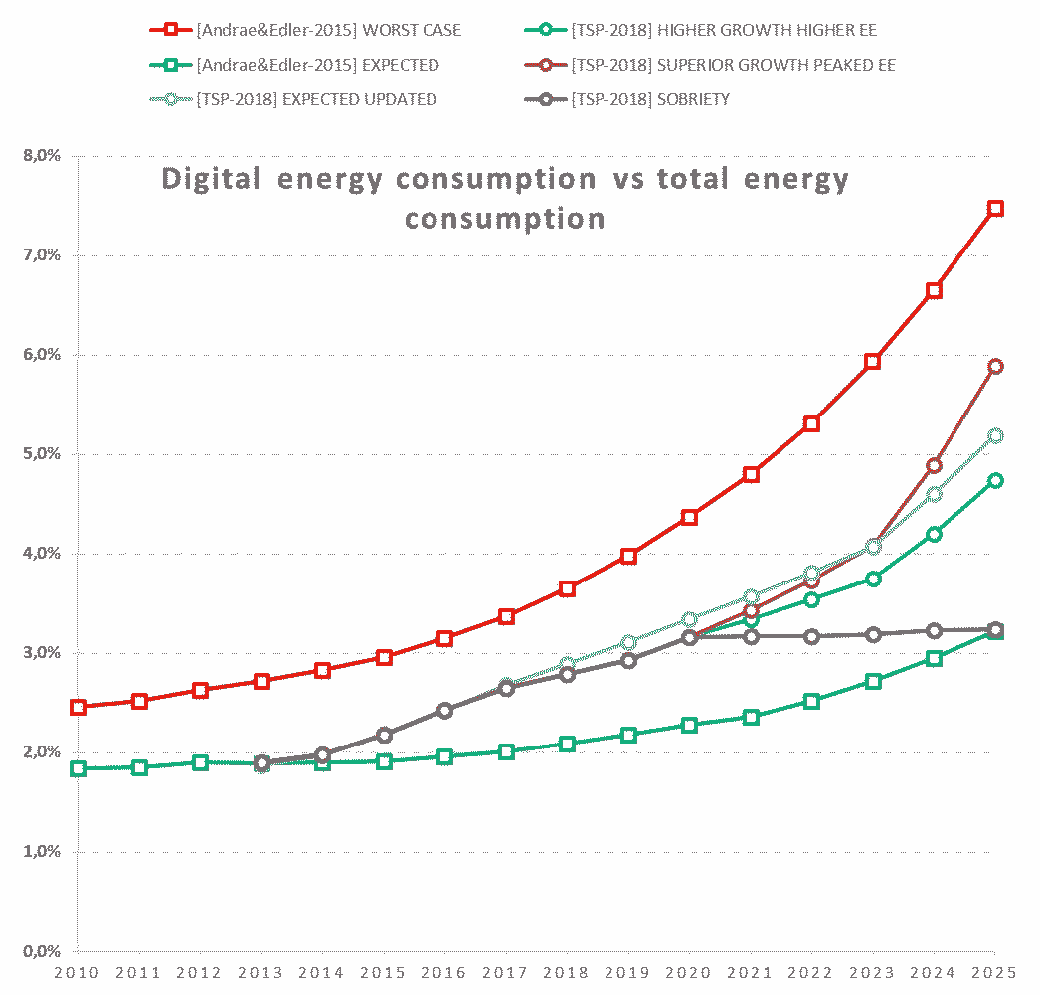 [Andrae&Edler-2015] WORST CASE
[TSP-2018] HIGHER GROWTH HIGHER EE
[Andrae&Edler-2015] EXPECTED
[TSP-2018] SUPERIOR GROWTH PEAKED EE
[TSP-2018] EXPECTED UPDATED
[TSP-2018] SOBRIETY
Digital energy consumption vs total energy
consumption
8,0%
7,0%
6,0%
5,0%
4,0%
3,0%
2,0%
1,0%
0,0%
2010 2011 2012 2013 2014 2015 2016 2017 2018 2019 2020 2021 2022 2023 2024 2025